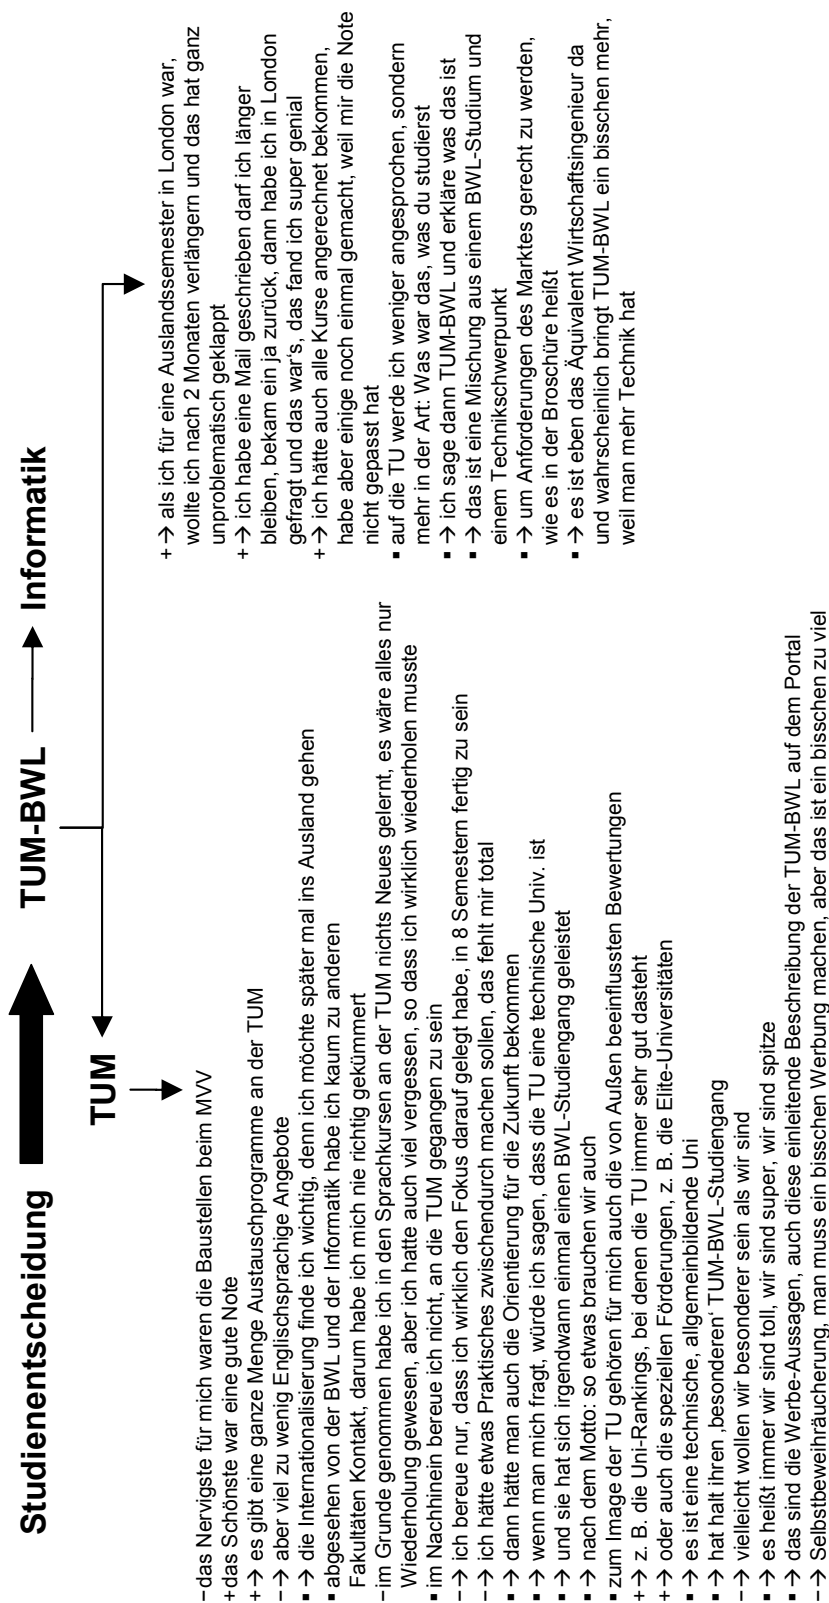 Studienentscheidung TUM-BWL Informatik
TUM
– das Nervigste für mich waren die Baustellen beim MVV
+ das Schönste war eine gute Note
+ → es gibt eine ganze Menge Austauschprogramme an der TUM
– → aber viel zu wenig Englischsprachige Angebote
▪ → die Internationalisierung finde ich wichtig, denn ich möchte später mal ins Ausland gehen
▪ abgesehen von der BWL und der Informatik habe ich kaum zu anderen
Fakultäten Kontakt, darum habe ich mich nie richtig gekümmert
– im Grunde genommen habe ich in den Sprachkursen an der TUM nichts Neues gelernt, es wäre alles nur
Wiederholung gewesen, aber ich hatte auch viel vergessen, so dass ich wirklich wiederholen musste
▪ im Nachhinein bereue ich nicht, an die TUM gegangen zu sein
– → ich bereue nur, dass ich wirklich den Fokus darauf gelegt habe, in 8 Semestern fertig zu sein
– → ich hätte etwas Praktisches zwischendurch machen sollen, das fehlt mir total
▪ → dann hätte man auch die Orientierung für die Zukunft bekommen
▪ → wenn man mich fragt, würde ich sagen, dass die TU eine technische Univ. ist
▪ → und sie hat sich irgendwann einmal einen BWL-Studiengang geleistet
▪ → nach dem Motto: so etwas brauchen wir auch
▪ zum Image der TU gehören für mich auch die von Außen beeinflussten Bewertungen
+ → z. B. die Uni-Rankings, bei denen die TU immer sehr gut dasteht
+ → oder auch die speziellen Förderungen, z. B. die Elite-Universitäten
▪ → es ist eine technische, allgemeinbildende Uni
▪ → hat halt ihren ‚besonderen‘ TUM-BWL-Studiengang
– → vielleicht wollen wir besonderer sein als wir sind
▪ → es heißt immer wir sind toll, wir sind super, wir sind spitze
▪ → das sind die Werbe-Aussagen, auch diese einleitende Beschreibung der TUM-BWL auf dem Portal
– → Selbstbeweihräucherung, man muss ein bisschen Werbung machen, aber das ist ein bisschen zu viel
+ → als ich für eine Auslandssemester in London war,
wollte ich nach 2 Monaten verlängern und das hat ganz
unproblematisch geklappt
+ → ich habe eine Mail geschrieben darf ich länger
bleiben, bekam ein ja zurück, dann habe ich in London
gefragt und das war‘s, das fand ich super genial
+ → ich hätte auch alle Kurse angerechnet bekommen,
habe aber einige noch einmal gemacht, weil mir die Note
nicht gepasst hat
▪ auf die TU werde ich weniger angesprochen, sondern
mehr in der Art: Was war das, was du studierst
▪ → ich sage dann TUM-BWL und erkläre was das ist
▪ → das ist eine Mischung aus einem BWL-Studium und
einem Technikschwerpunkt
▪ → um Anforderungen des Marktes gerecht zu werden,
wie es in der Broschüre heißt
▪ → es ist eben das Äquivalent Wirtschaftsingenieur da
und wahrscheinlich bringt TUM-BWL ein bisschen mehr,
weil man mehr Technik hat